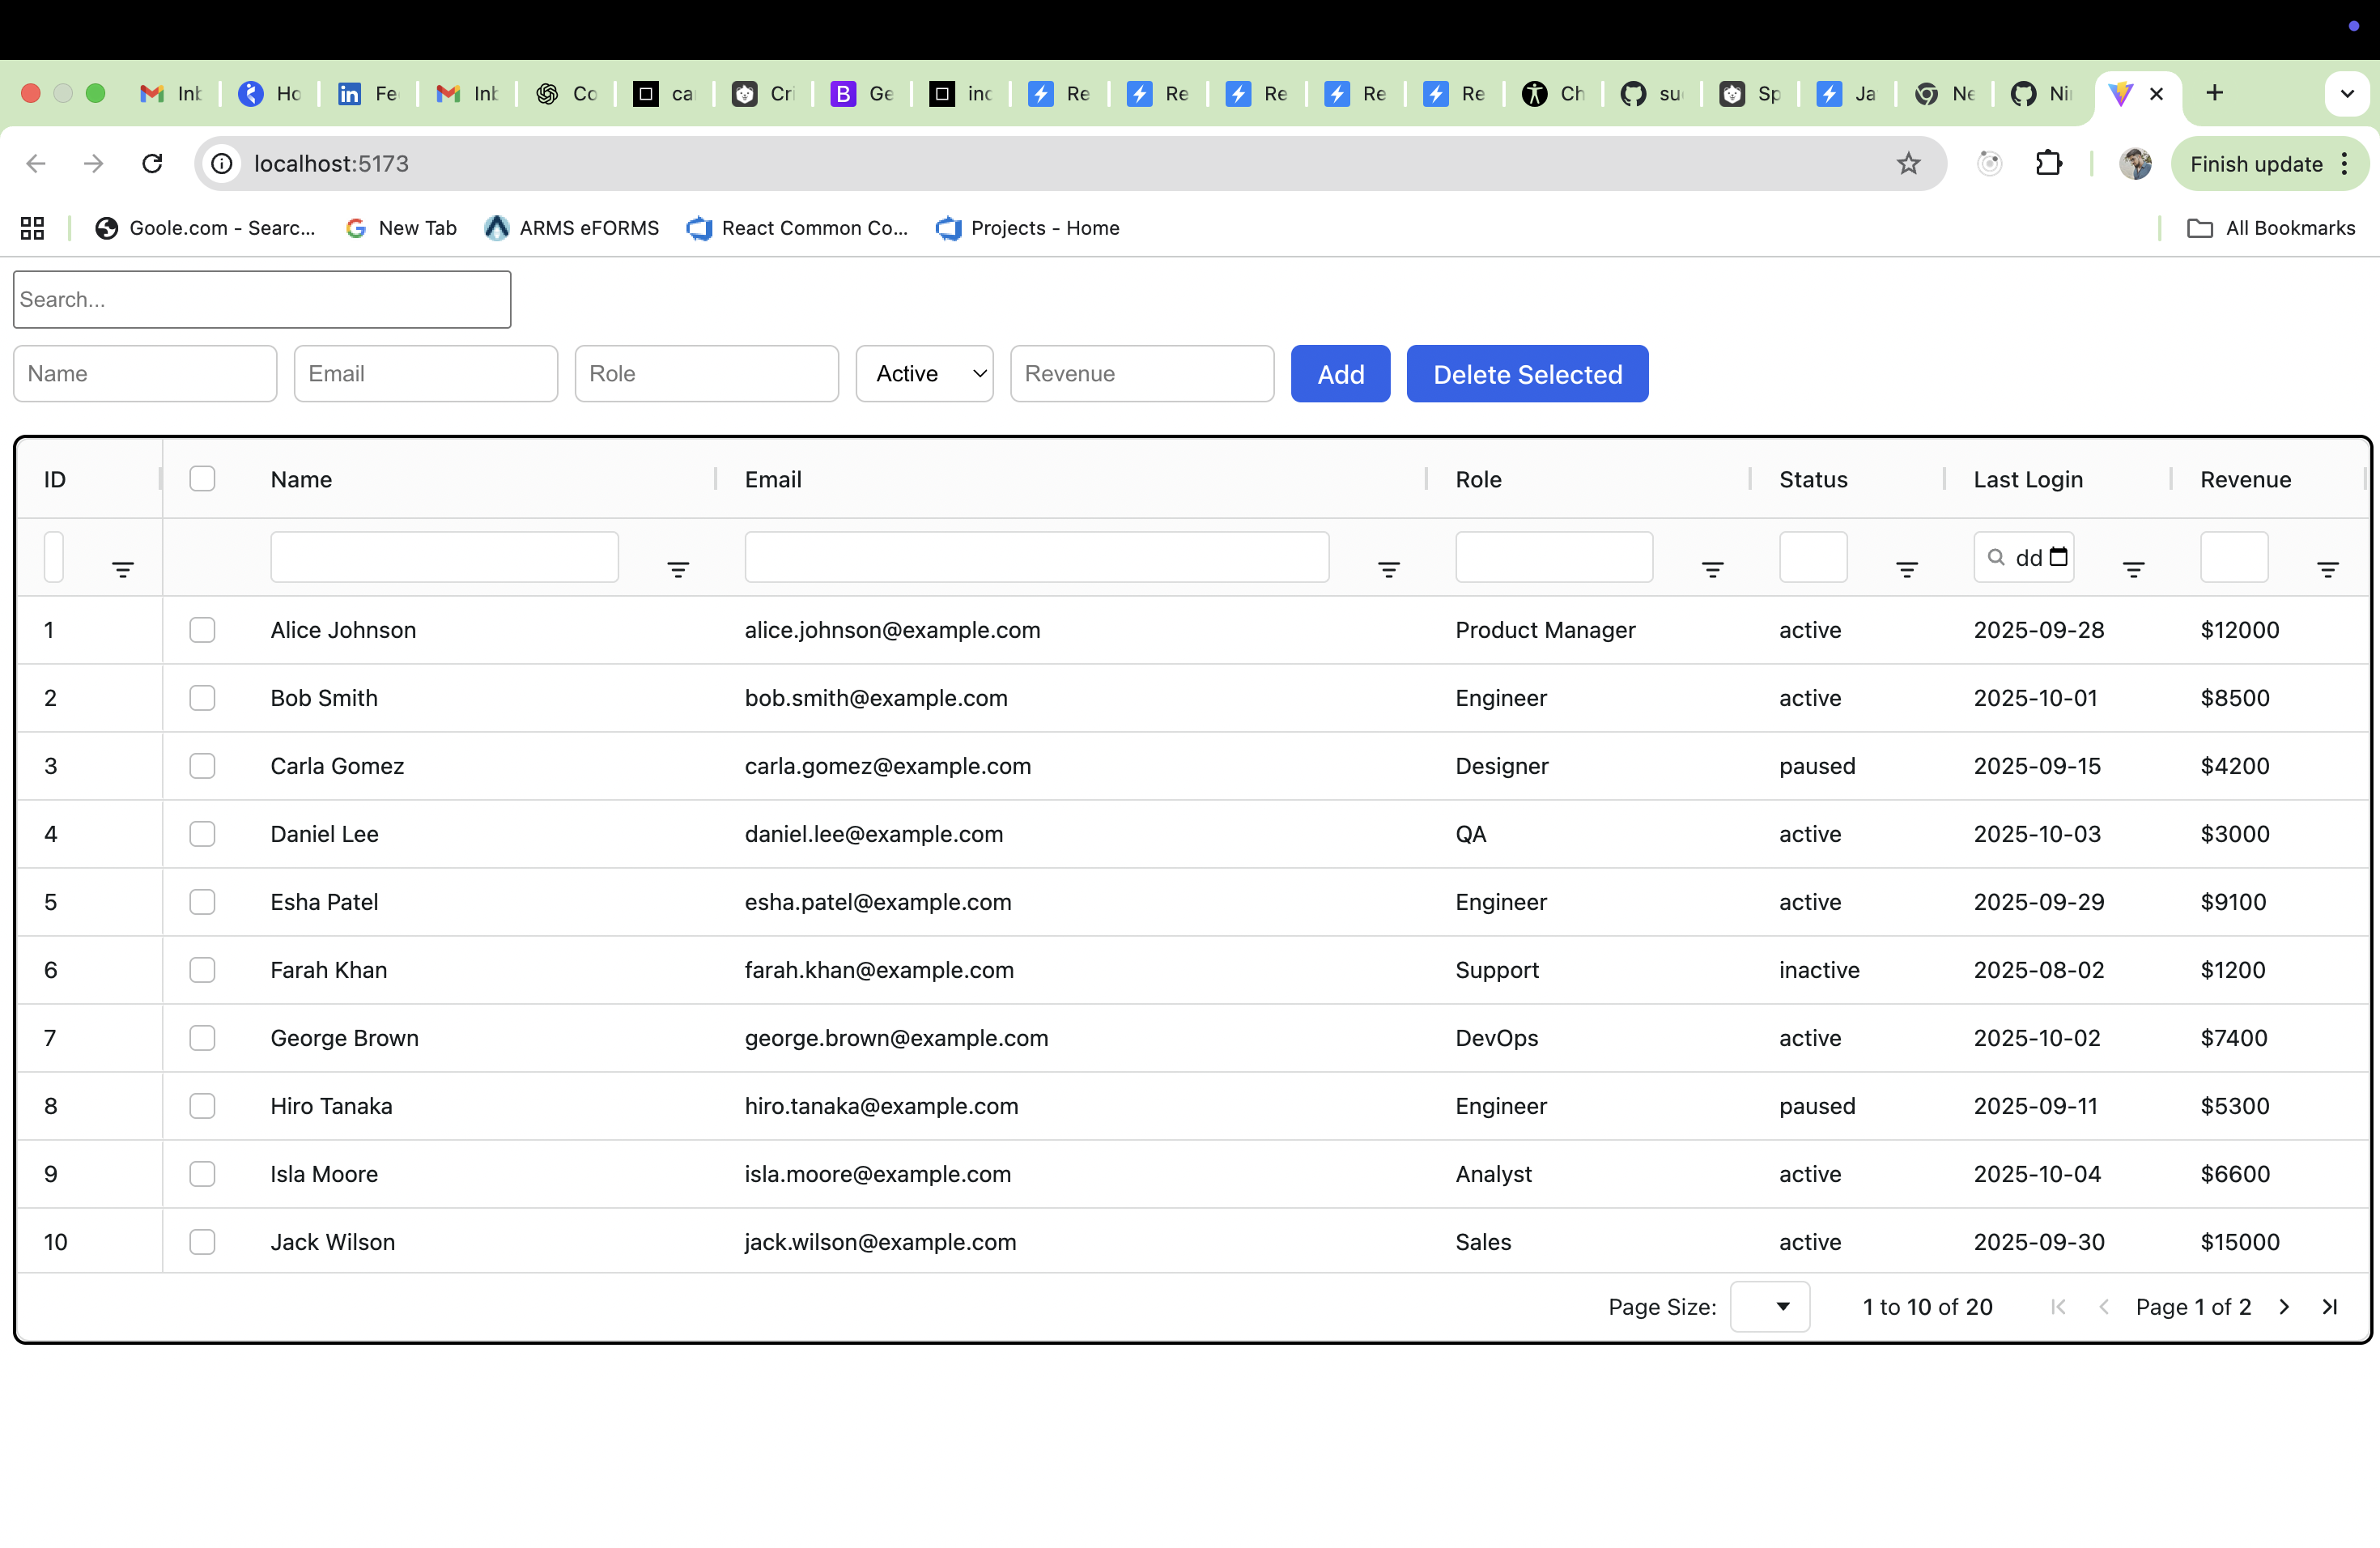 Inb Ho Fe Inb Co ca Cri Ge inc Re Re Re Re Re Ch su Sp Ja Ne Ni
localhost:5173 Finish update
Goole.com - Searc... New Tab ARMS eFORMS React Common Co... Projects - Home All Bookmarks
Search...
Name Email Role Active Revenue Add Delete Selected
ID Name Email Role Status Last Login Revenue
dd
1 Alice Johnson alice.johnson@example.com Product Manager active 2025-09-28 $12000
2 Bob Smith bob.smith@example.com Engineer active 2025-10-01 $8500
3 Carla Gomez carla.gomez@example.com Designer paused 2025-09-15 $4200
4 Daniel Lee daniel.lee@example.com QA active 2025-10-03 $3000
5 Esha Patel esha.patel@example.com Engineer active 2025-09-29 $9100
6 Farah Khan farah.khan@example.com Support inactive 2025-08-02 $1200
7 George Brown george.brown@example.com DevOps active 2025-10-02 $7400
8 Hiro Tanaka hiro.tanaka@example.com Engineer paused 2025-09-11 $5300
9 Isla Moore isla.moore@example.com Analyst active 2025-10-04 $6600
10 Jack Wilson jack.wilson@example.com Sales active 2025-09-30 $15000
Page Size: 1 to 10 of 20 Page 1 of 2